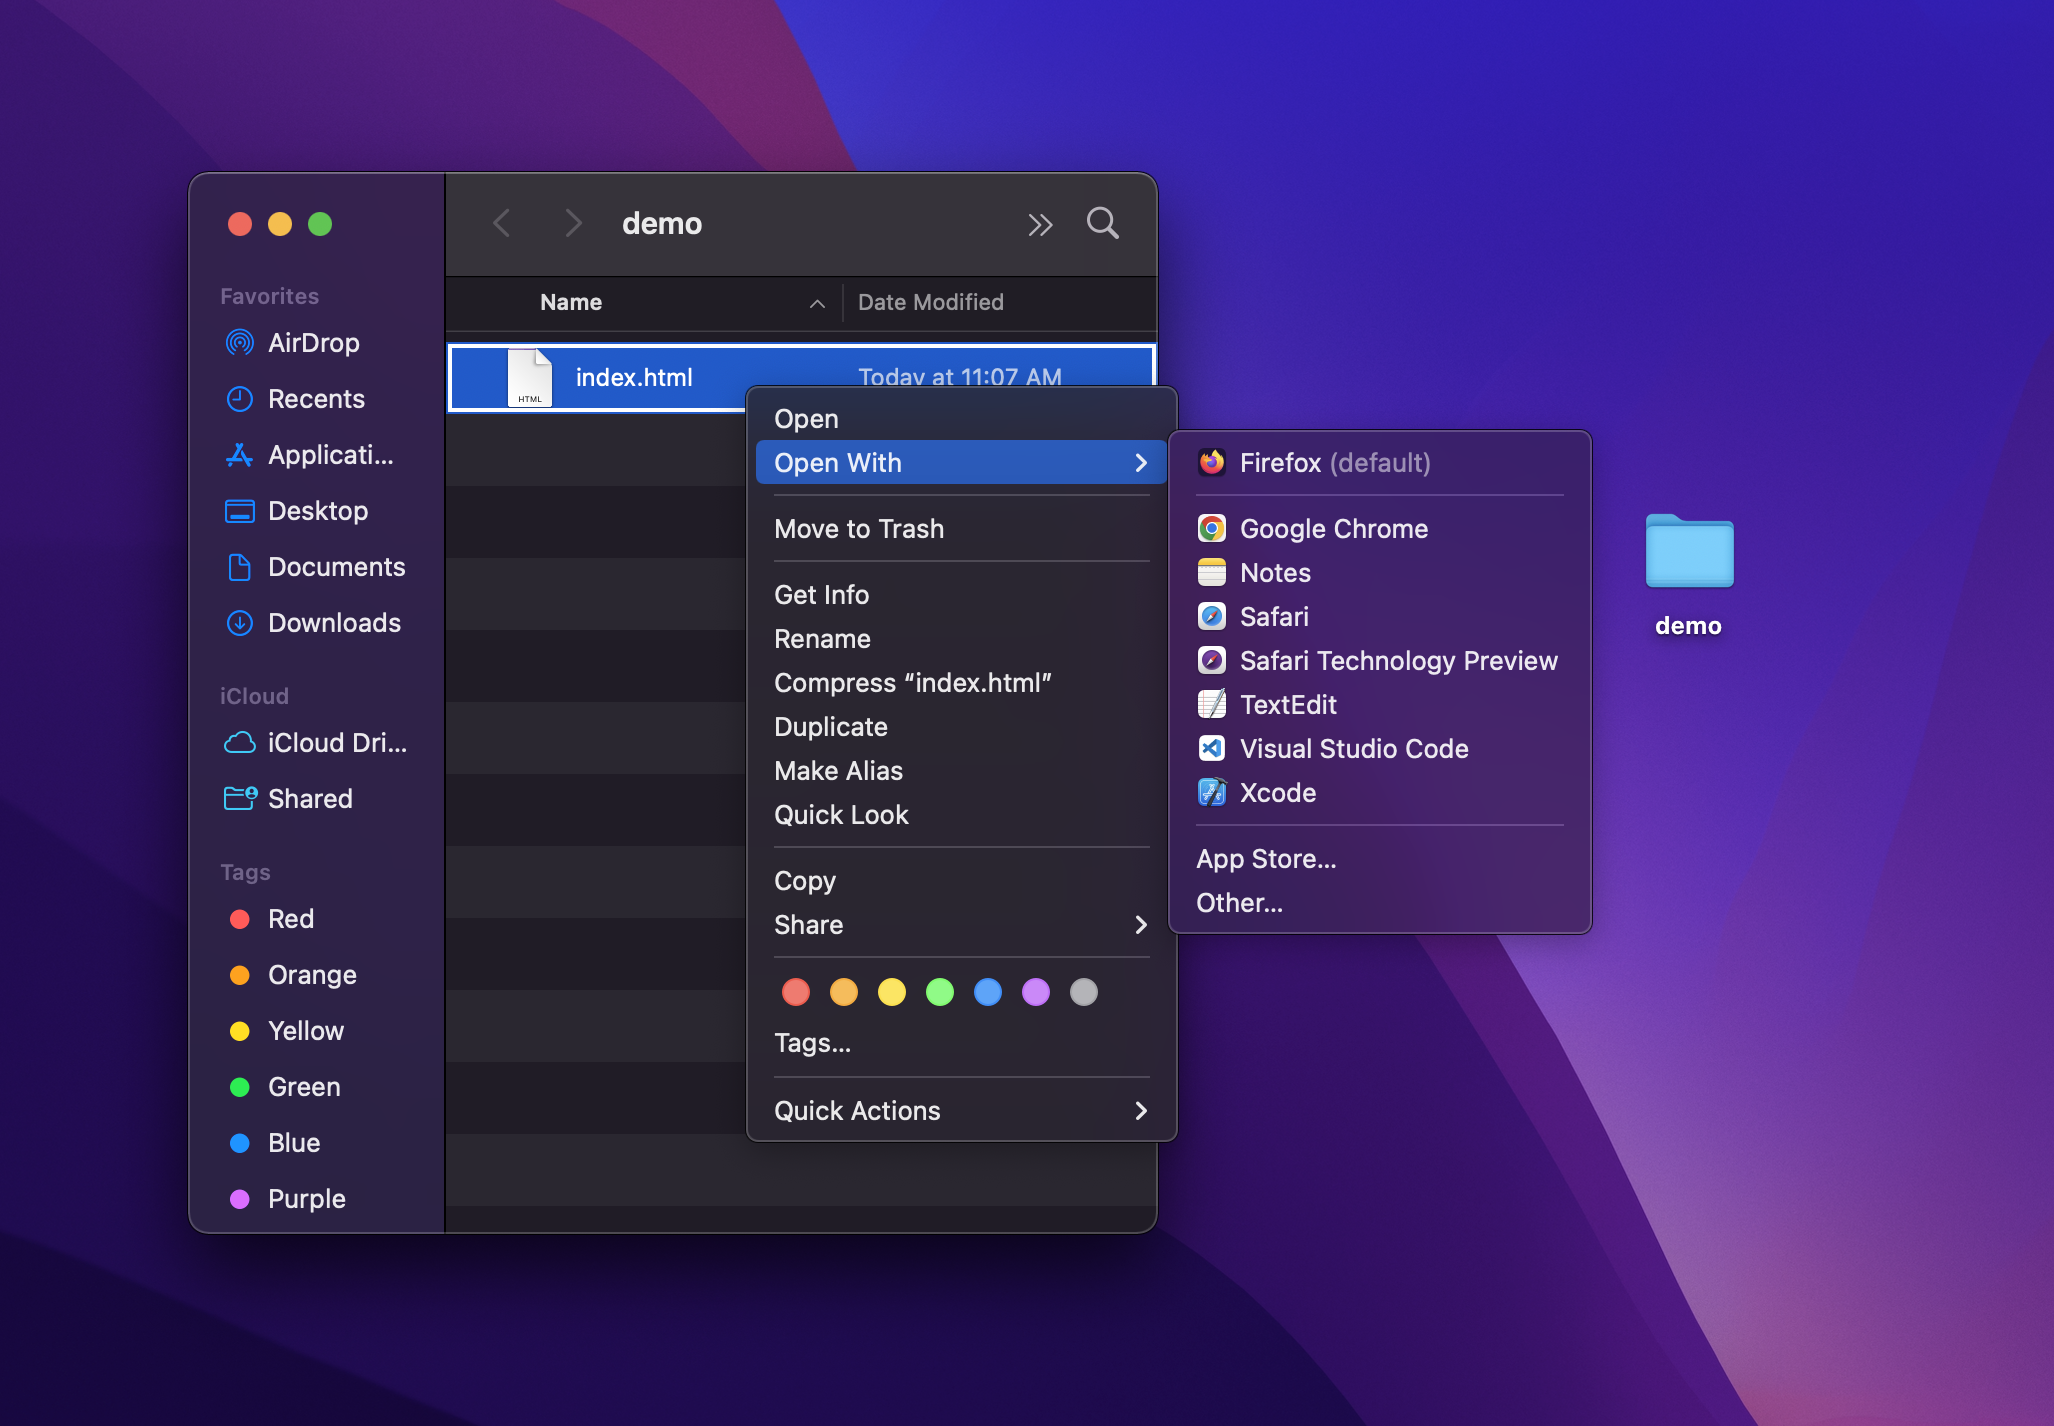 demo
Favorites
AirDrop
Recents
Applicati...
Desktop
Documents
Downloads
iCloud
iCloud Dri...
Shared
Tags
Red
Orange
Yellow
Green
Blue
Purple
Name
Date Modified
HTML
index.html
Today at 11:07 AM
Open
Open With
Move to Trash
Get Info
Rename
Compress “index.html”
Duplicate
Make Alias
Quick Look
Copy
Share
Tags...
Quick Actions
Firefox (default)
Google Chrome
Notes
Safari
Safari Technology Preview
TextEdit
Visual Studio Code
Xcode
App Store...
Other...
demo